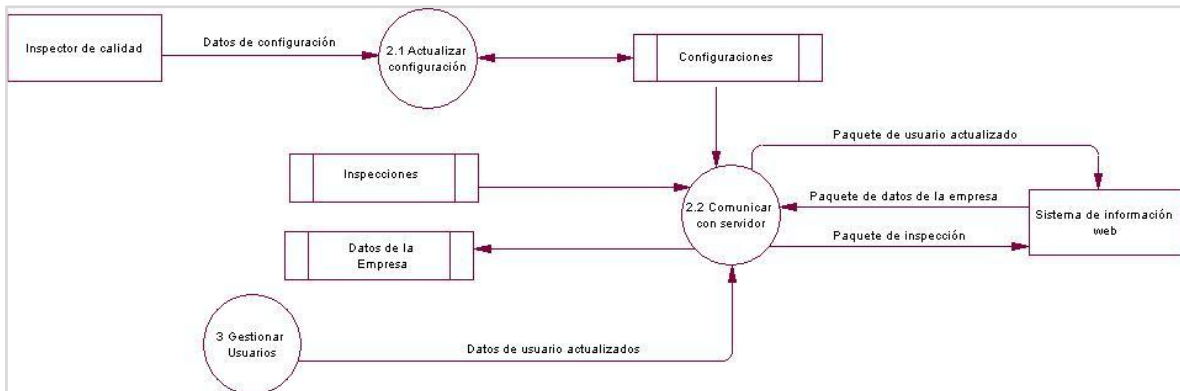 Inspector de calidad
Datos de configuración
2.1 Actualizar
configuración
Configuraciones
Paquete de usuario actualizado
Inspecciones
2.2 Comunicar
con servidor
Paquete de datos de la empresa
Sistema de información
web
Paquete de inspección
Datos de la
Empresa
3 Gestionar
Usuarios
Datos de usuario actualizados